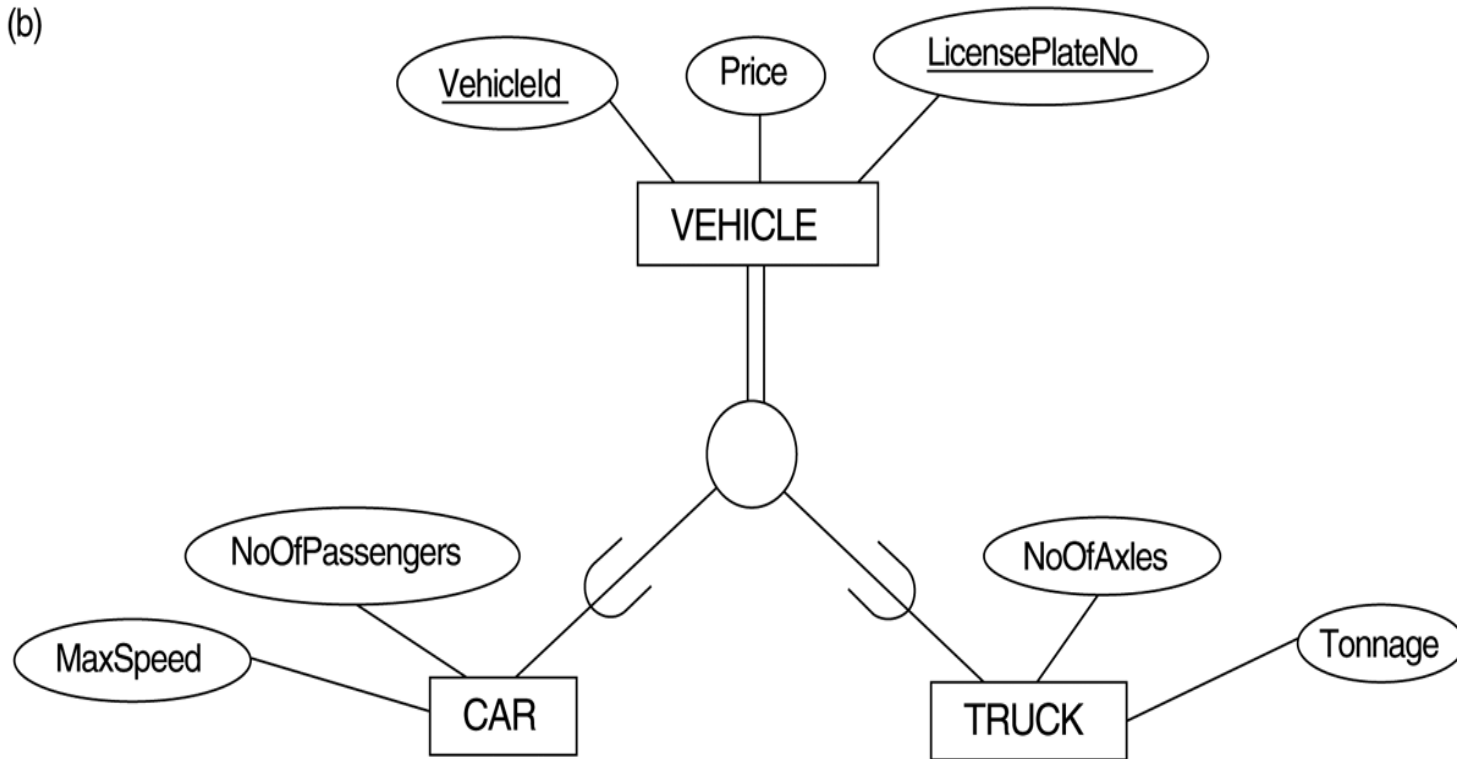 (b)
VehicleId
Price
LicensePlateNo
VEHICLE
NoOfPassengers
NoOfAxles
MaxSpeed
Tonnage
CAR
TRUCK